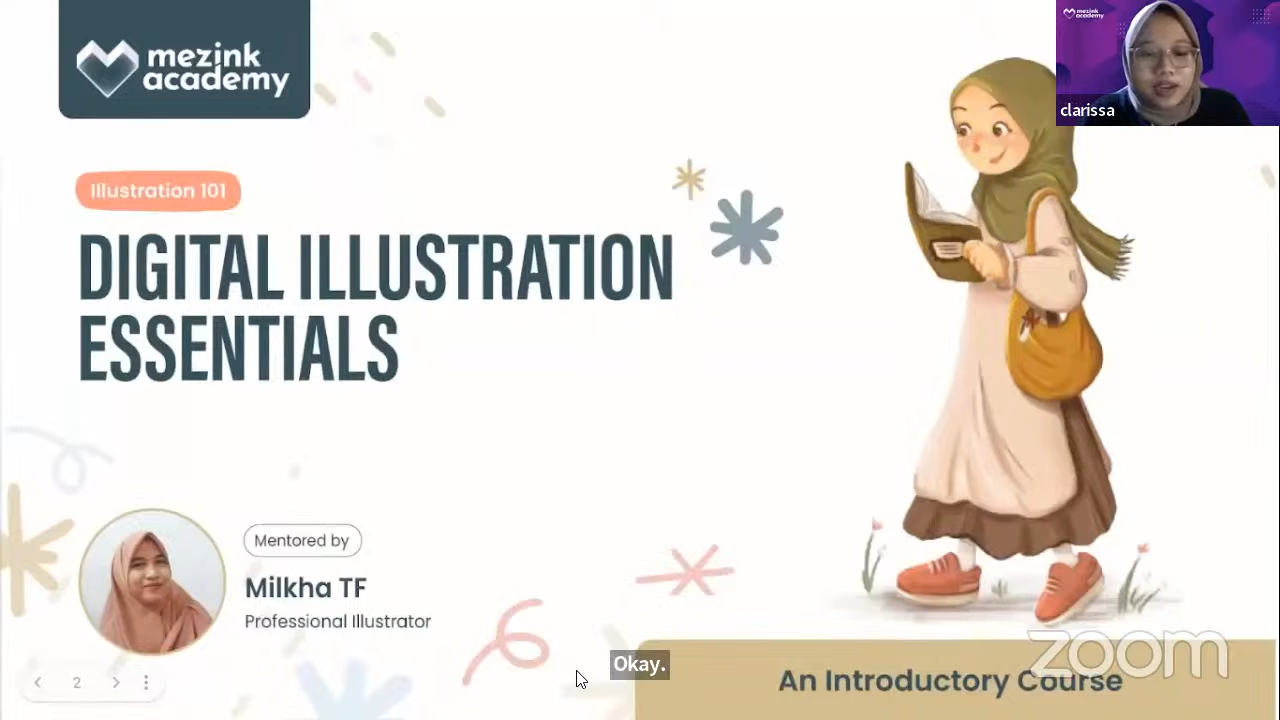 mezink
academy
mezink
academy
clarissa
Illustration 101
DIGITAL ILLUSTRATION
ESSENTIALS
Mentored by
Milkha TF
Professional Illustrator
Okay.
zoom
An Introductory Course
2